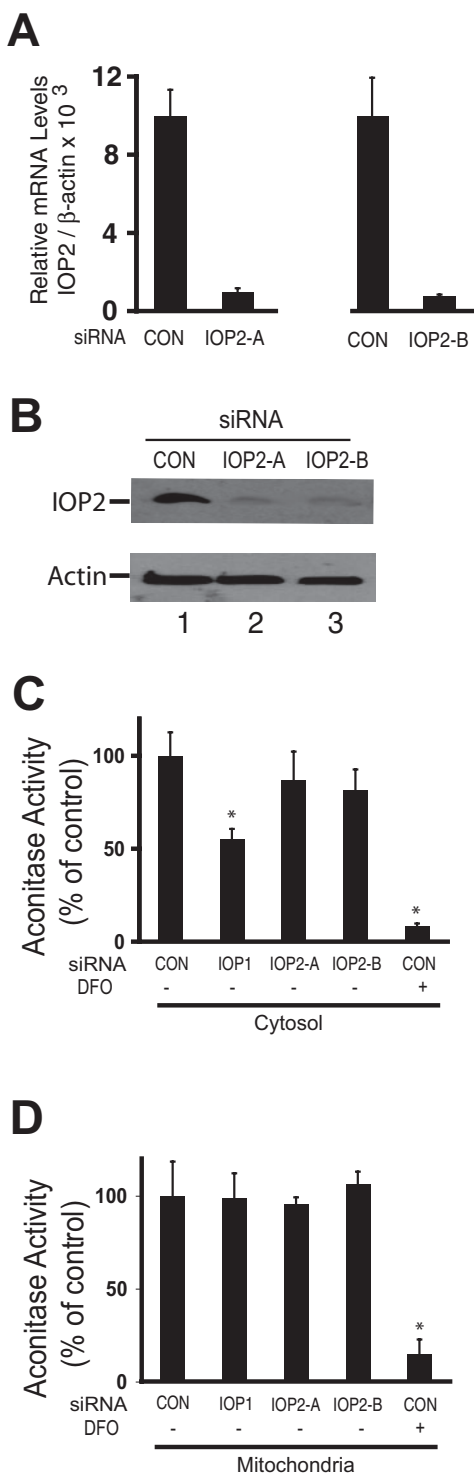 A
Relative mRNA Levels
IOP2 / β-actin x 10 3
12
8
4
0
siRNA CON IOP2-A CON IOP2-B
B
siRNA
CON IOP2-A IOP2-B
IOP2
Actin
1 2 3
C
Aconitase Activity
(% of control)
100
50
0
*
*
siRNA CON IOP1 IOP2-A IOP2-B CON
DFO - - - - +
Cytosol
D
Aconitase Activity
(% of control)
100
50
0
*
siRNA CON IOP1 IOP2-A IOP2-B CON
DFO - - - - +
Mitochondria